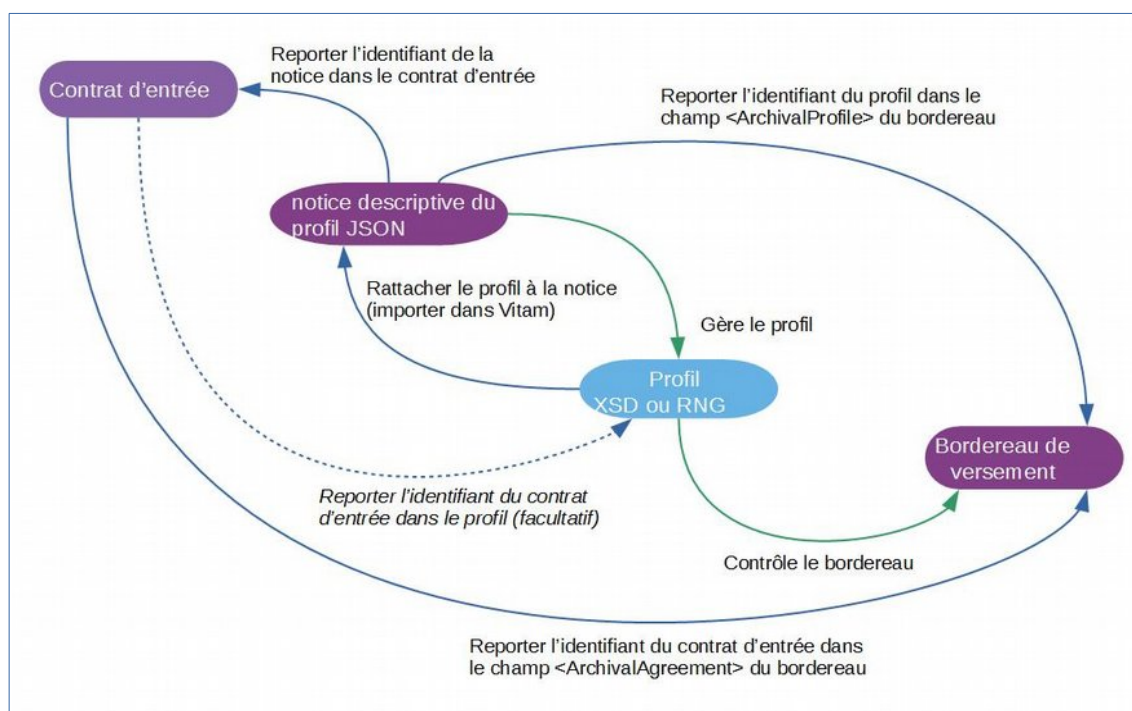 Reporter l’identifiant de la
notice dans le contrat d’entrée
Contrat d’entrée
Reporter l’identifiant du profil dans le
champ <ArchivalProfile> du bordereau
notice descriptive du
profil JSON
Rattacher le profil à la notice
(importer dans Vitam)
Gère le profil
Profil
XSD ou RNG
Bordereau de
versement
Reporter l’identifiant du contrat
d’entrée dans le profil (facultatif)
Contrôle le bordereau
Reporter l’identifiant du contrat d’entrée dans
le champ <ArchivalAgreement> du bordereau